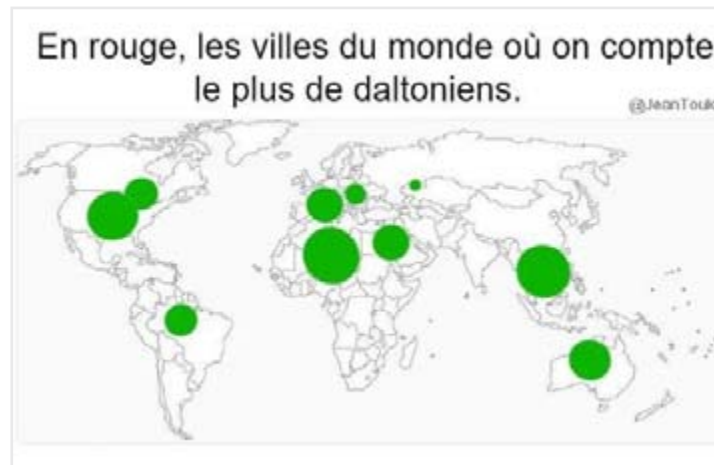 En rouge, les villes du monde où on compte
le plus de daltoniens.